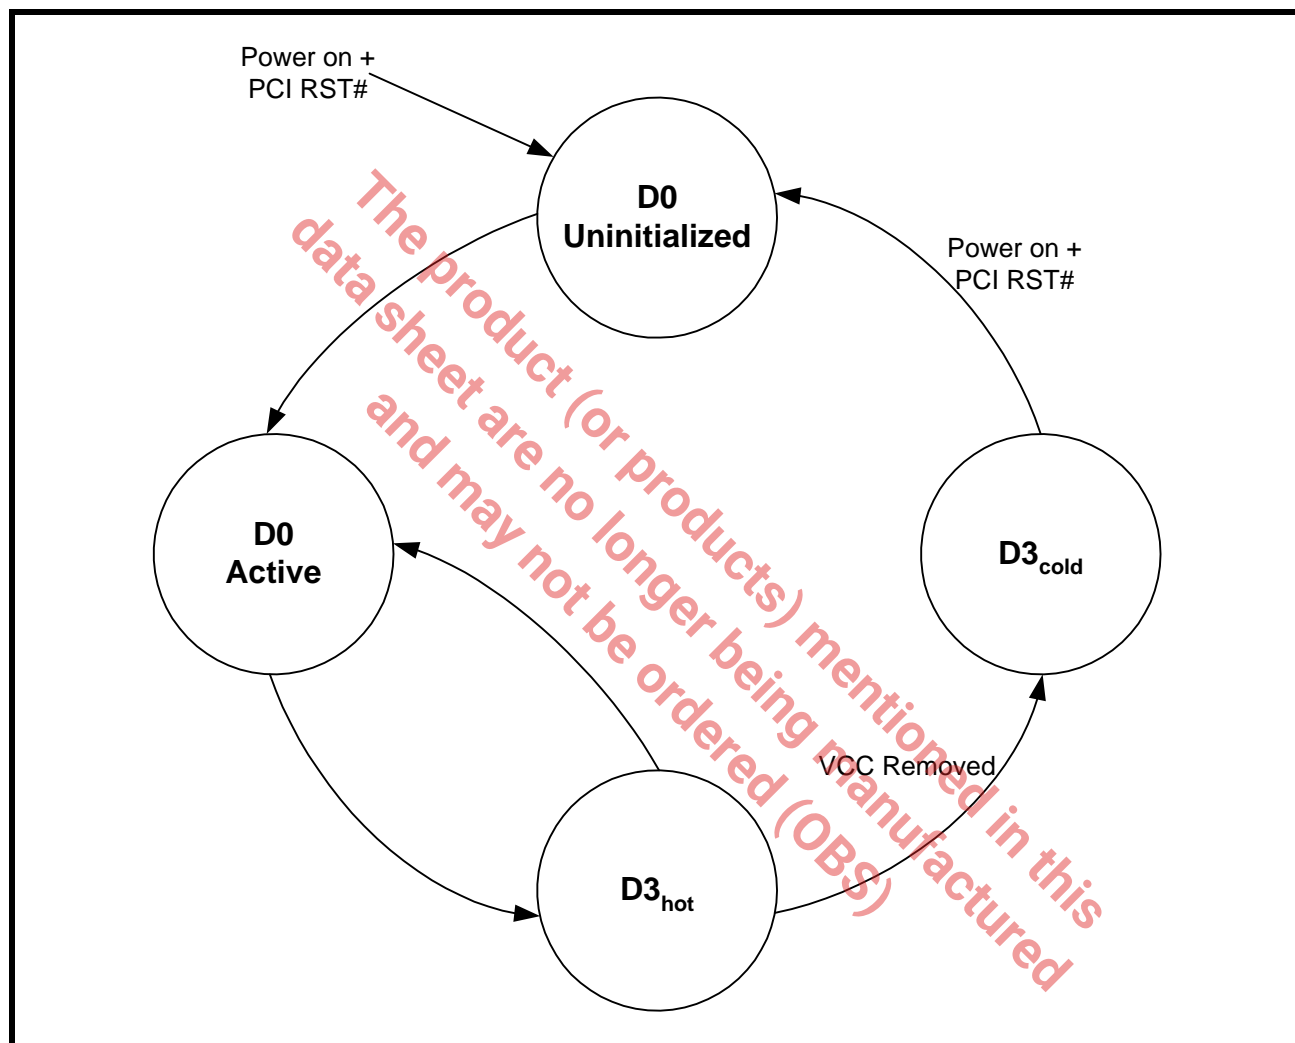 Power on +
PCI RST#
D0
Uninitialized
Power on +
PCI RST#
D0
Active
D3cold
VCC Removed
D3hot
The product (or products) mentioned in this
data sheet are no longer being manufactured
and may not be ordered (OBS)